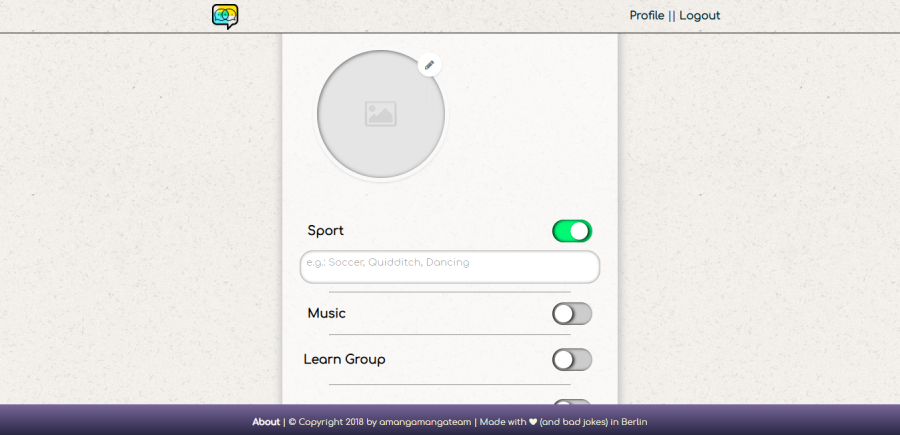 Profile || Logout
Sport
e.g.: Soccer, Quidditch, Dancing
Music
Learn Group
About | © Copyright 2018 by amangamangateam | Made with ❤ (and bad jokes) in Berlin